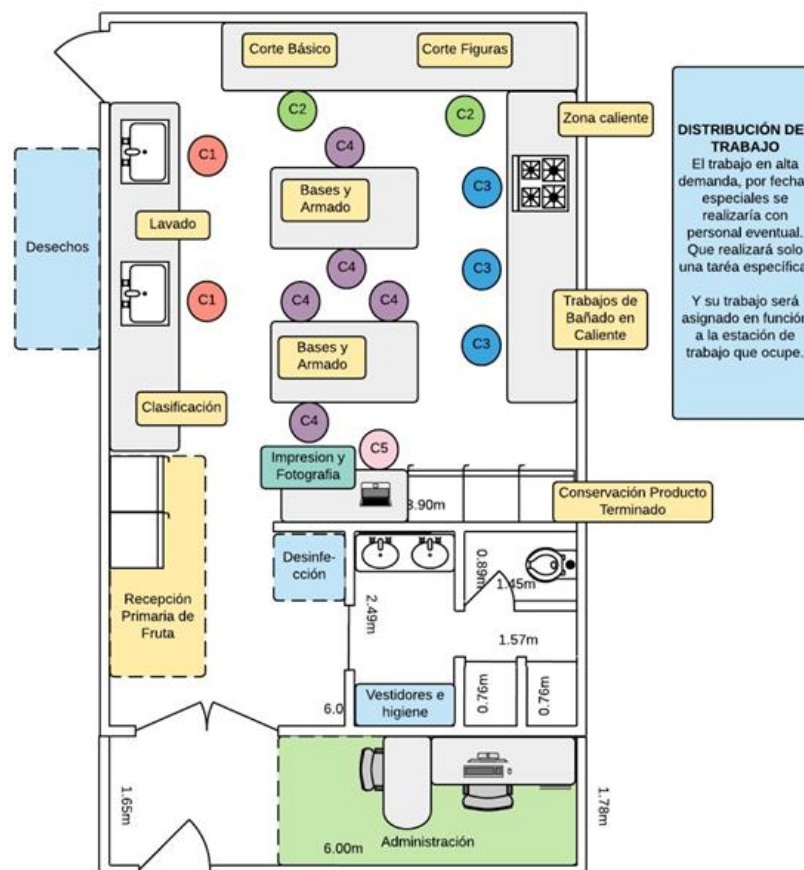 Corte Básico
Corte Figuras
C2
C2
Zona caliente
C1
C4
C3
Bases y
Armado
Lavado
Desechos
C4
C3
C1
C4
C4
C3
Bases y
Armado
Trabajos de
Bañado en
Caliente
Clasificación
C4
C5
Impresion y
Fotografia
3.90m
Conservación Producto
Terminado
Desinfe-
cción
0.89m
1.45m
2.49m
1.57m
Recepción
Primaria de
Fruta
Vestidores e
higiene
0.79m
0.79m
6.0
1.65m
1.78m
6.00m
Administración
DISTRIBUCIÓN DE
TRABAJO
El trabajo en alta
demanda, por fecha
especiales se
realizaría con
personal eventual.
Que realizará solo
una taréa específica
Y su trabajo será
asignado en función
a la estación de
trabajo que ocupe.